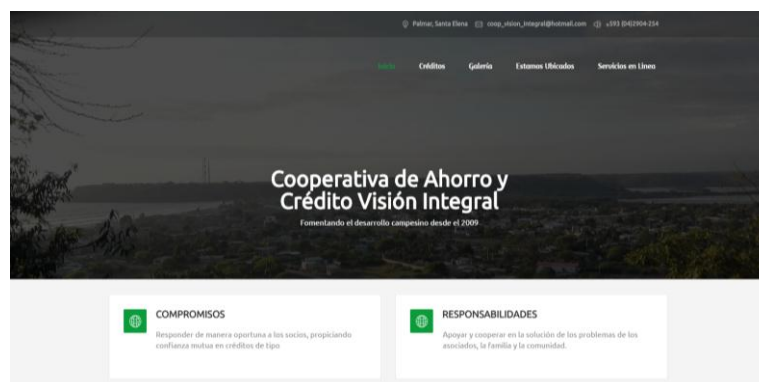 Palmar, Santa Elena coop_vision_integral@hotmail.com +593 (04)2904-254
Inicio Créditos Galería Estamos Ubicados Servicios en Linea
Cooperativa de Ahorro y
Crédito Visión Integral
Fomentando el desarrollo campesino desde el 2009
COMPROMISOS
Responder de manera oportuna a los socios, propiciando
confianza mutua en créditos de tipo
RESPONSABILIDADES
Apoyar y cooperar en la solución de los problemas de los
asociados, la familia y la comunidad.